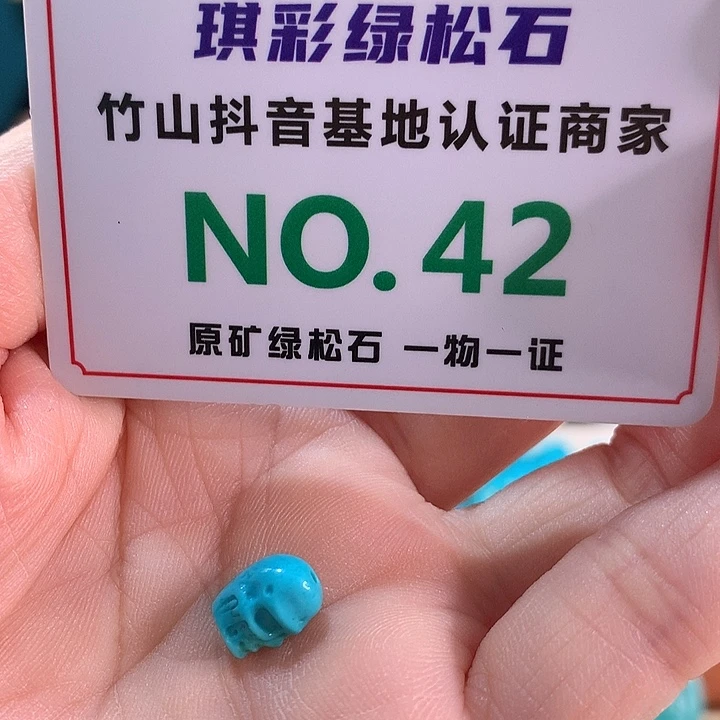 琪彩绿松石
竹山抖音基地认证商家
NO.42
原矿绿松石 一物一证